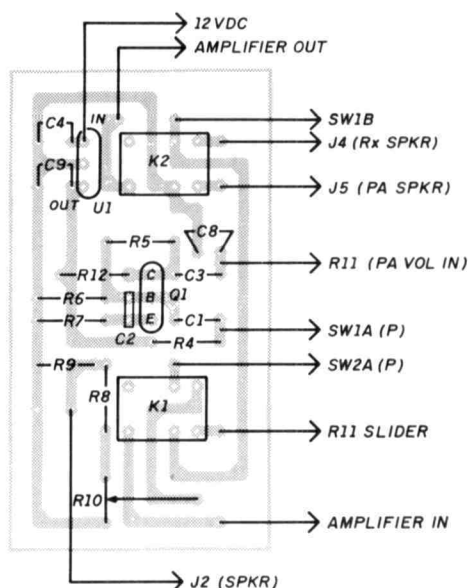 12VDC
AMPLIFIER OUT
IN
SW1B
C4
J4 (Rx SPKR)
K2
C9
J5 (PA SPKR)
OUT
U1
C8
R5
R11 (PA VOL IN)
R12
C
C3
R6
B
Q1
R7
E
C1
SW1A (P)
C2
R4
R9
SW2A (P)
R8
K1
R11 SLIDER
R10
AMPLIFIER IN
J2 (SPKR)